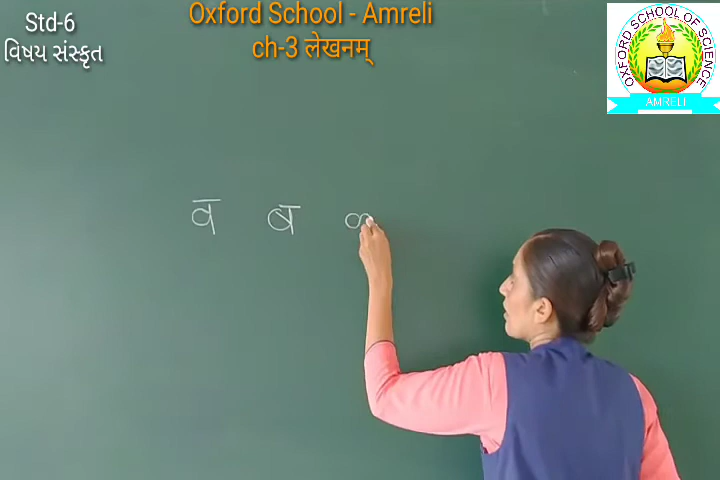 Std-6
વિષય સંસ્કૃત
Oxford School - Amreli
ch-3 लेखनम्
OXFORD SCHOOL OF SCIENCE
AMRELI
व ब